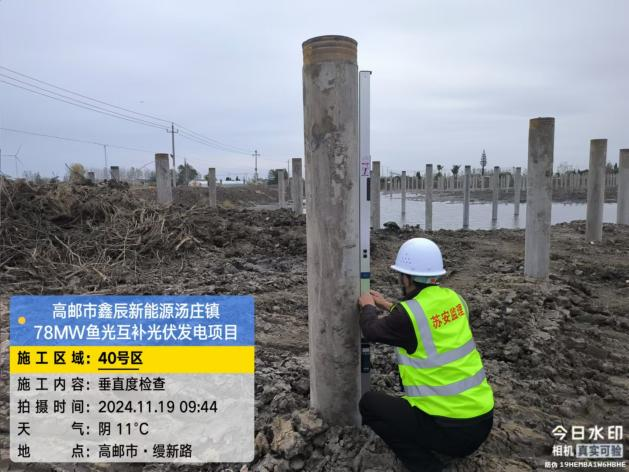 苏安监理
高邮市鑫辰新能源汤庄镇
78MW鱼光互补光伏发电项目
施工区域：40号区
施工内容：垂直度检查
拍摄时间：2024.11.19 09:44
天 气：阴 11°C
地 点：高邮市·缦新路
今日水印
相机 真实可验
防伪 19HEMBA1W6HBHE